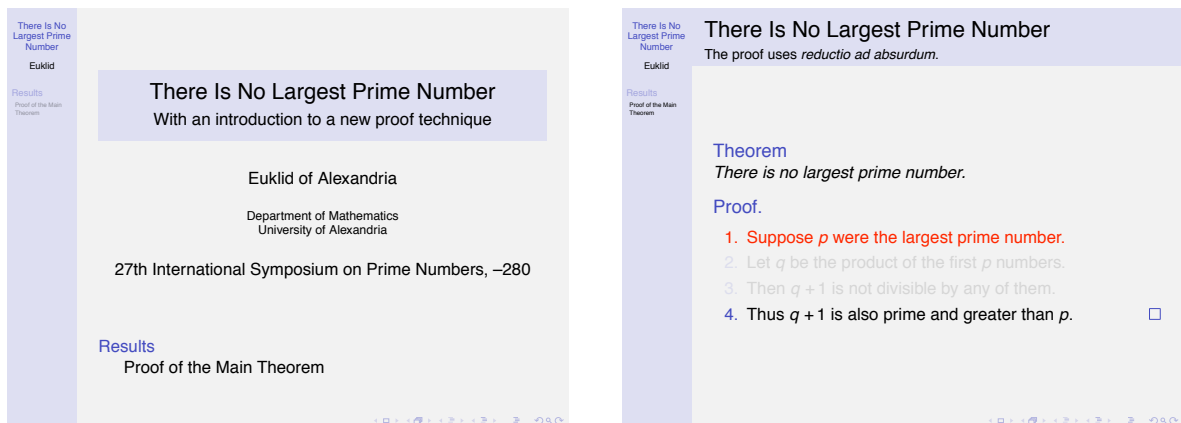 There Is No
Largest Prime
Number
Euklid
Results
Proof of the Main
Theorem
There Is No Largest Prime Number
With an introduction to a new proof technique
Euklid of Alexandria
Department of Mathematics
University of Alexandria
27th International Symposium on Prime Numbers, –280
Results
Proof of the Main Theorem
There Is No
Largest Prime
Number
Euklid
Results
Proof of the Main
Theorem
There Is No Largest Prime Number
The proof uses reductio ad absurdum.
Theorem
There is no largest prime number.
Proof.
1. Suppose p were the largest prime number.
2. Let q be the product of the first p numbers.
3. Then q + 1 is not divisible by any of them.
4. Thus q + 1 is also prime and greater than p. □